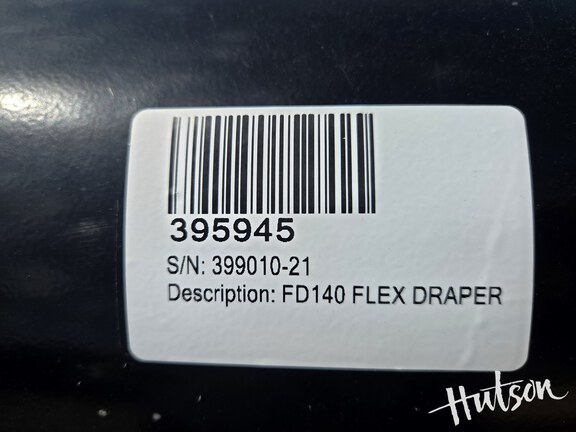 395945
S/N: 399010-21
Description: FD140 FLEX DRAPER
Hutson